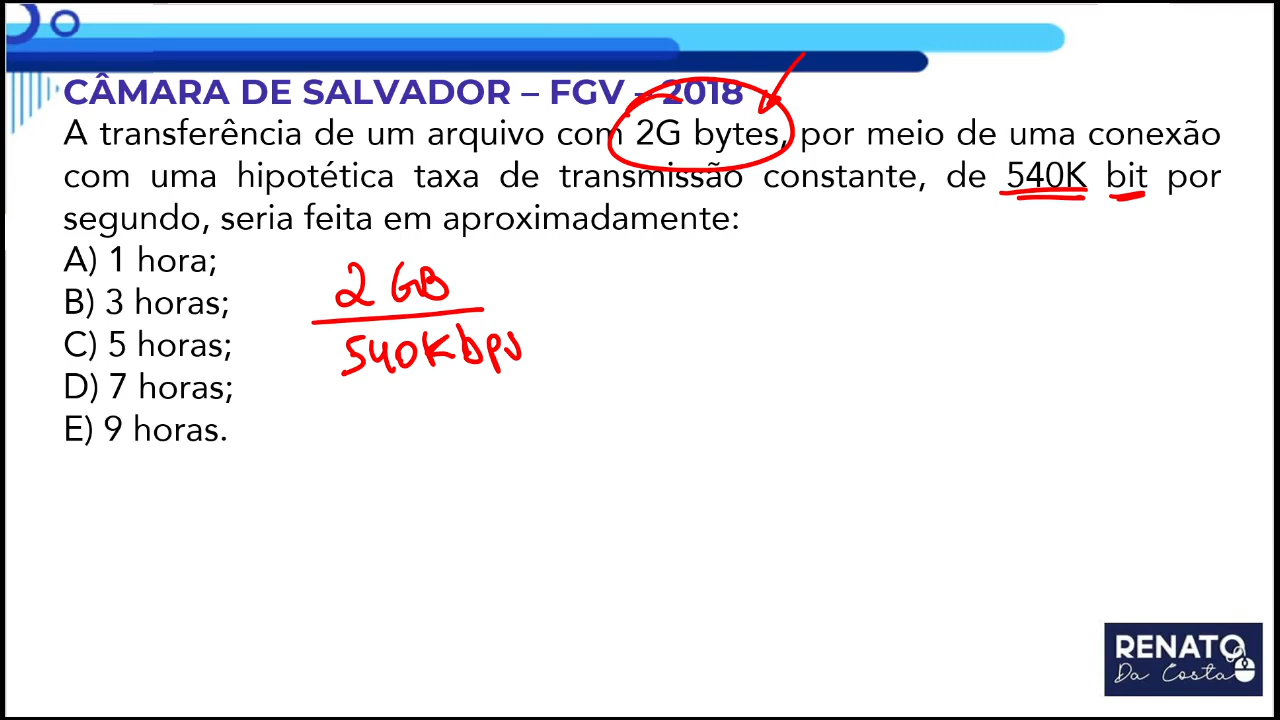 CÂMARA DE SALVADOR – FGV – 2018
A transferência de um arquivo com 2G bytes, por meio de uma conexão
com uma hipotética taxa de transmissão constante, de 540K bit por
segundo, seria feita em aproximadamente:
A) 1 hora;
B) 3 horas;
C) 5 horas;
D) 7 horas;
E) 9 horas.
2 GB
540Kbps
RENATO
Da Costa